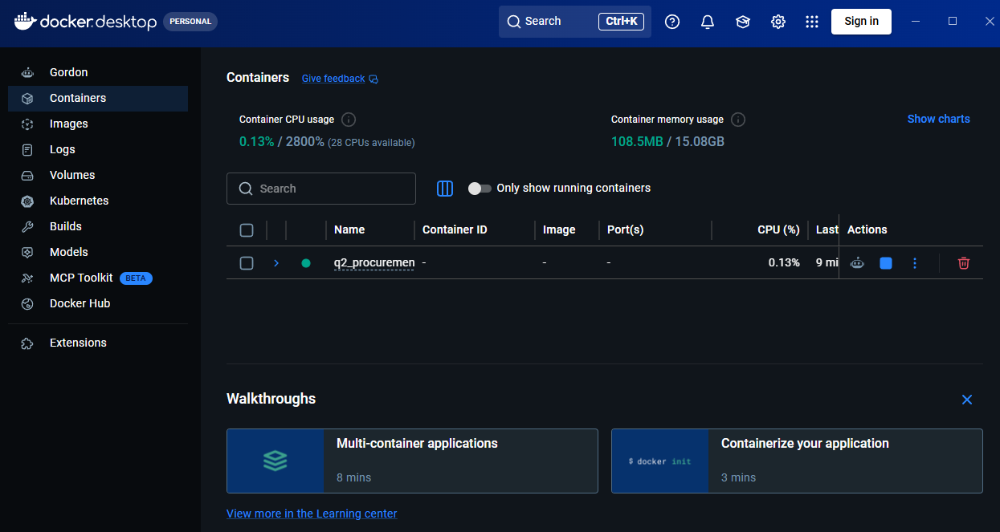 docker.desktop PERSONAL Search Ctrl+K Sign in
Gordon
Containers
Images
Logs
Volumes
Kubernetes
Builds
Models
MCP Toolkit BETA
Docker Hub
Extensions
Containers Give feedback
Container CPU usage
0.13% / 2800% (28 CPUs available)
Container memory usage
108.5MB / 15.08GB
Show charts
Search
Only show running containers
Name Container ID Image Port(s) CPU (%) Last Actions
q2_procuremen - - - 0.13% 9 mi
Walkthroughs
Multi-container applications
8 mins
$ docker init
Containerize your application
3 mins
View more in the Learning center